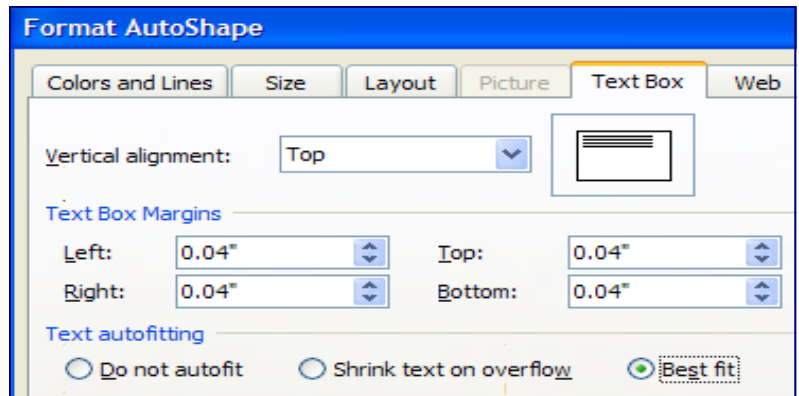 Format AutoShape
Colors and Lines Size Layout Picture Text Box Web
Vertical alignment: Top
Text Box Margins
Left: 0.04" Top: 0.04"
Right: 0.04" Bottom: 0.04"
Text autofitting
Do not autofit Shrink text on overflow Best fit